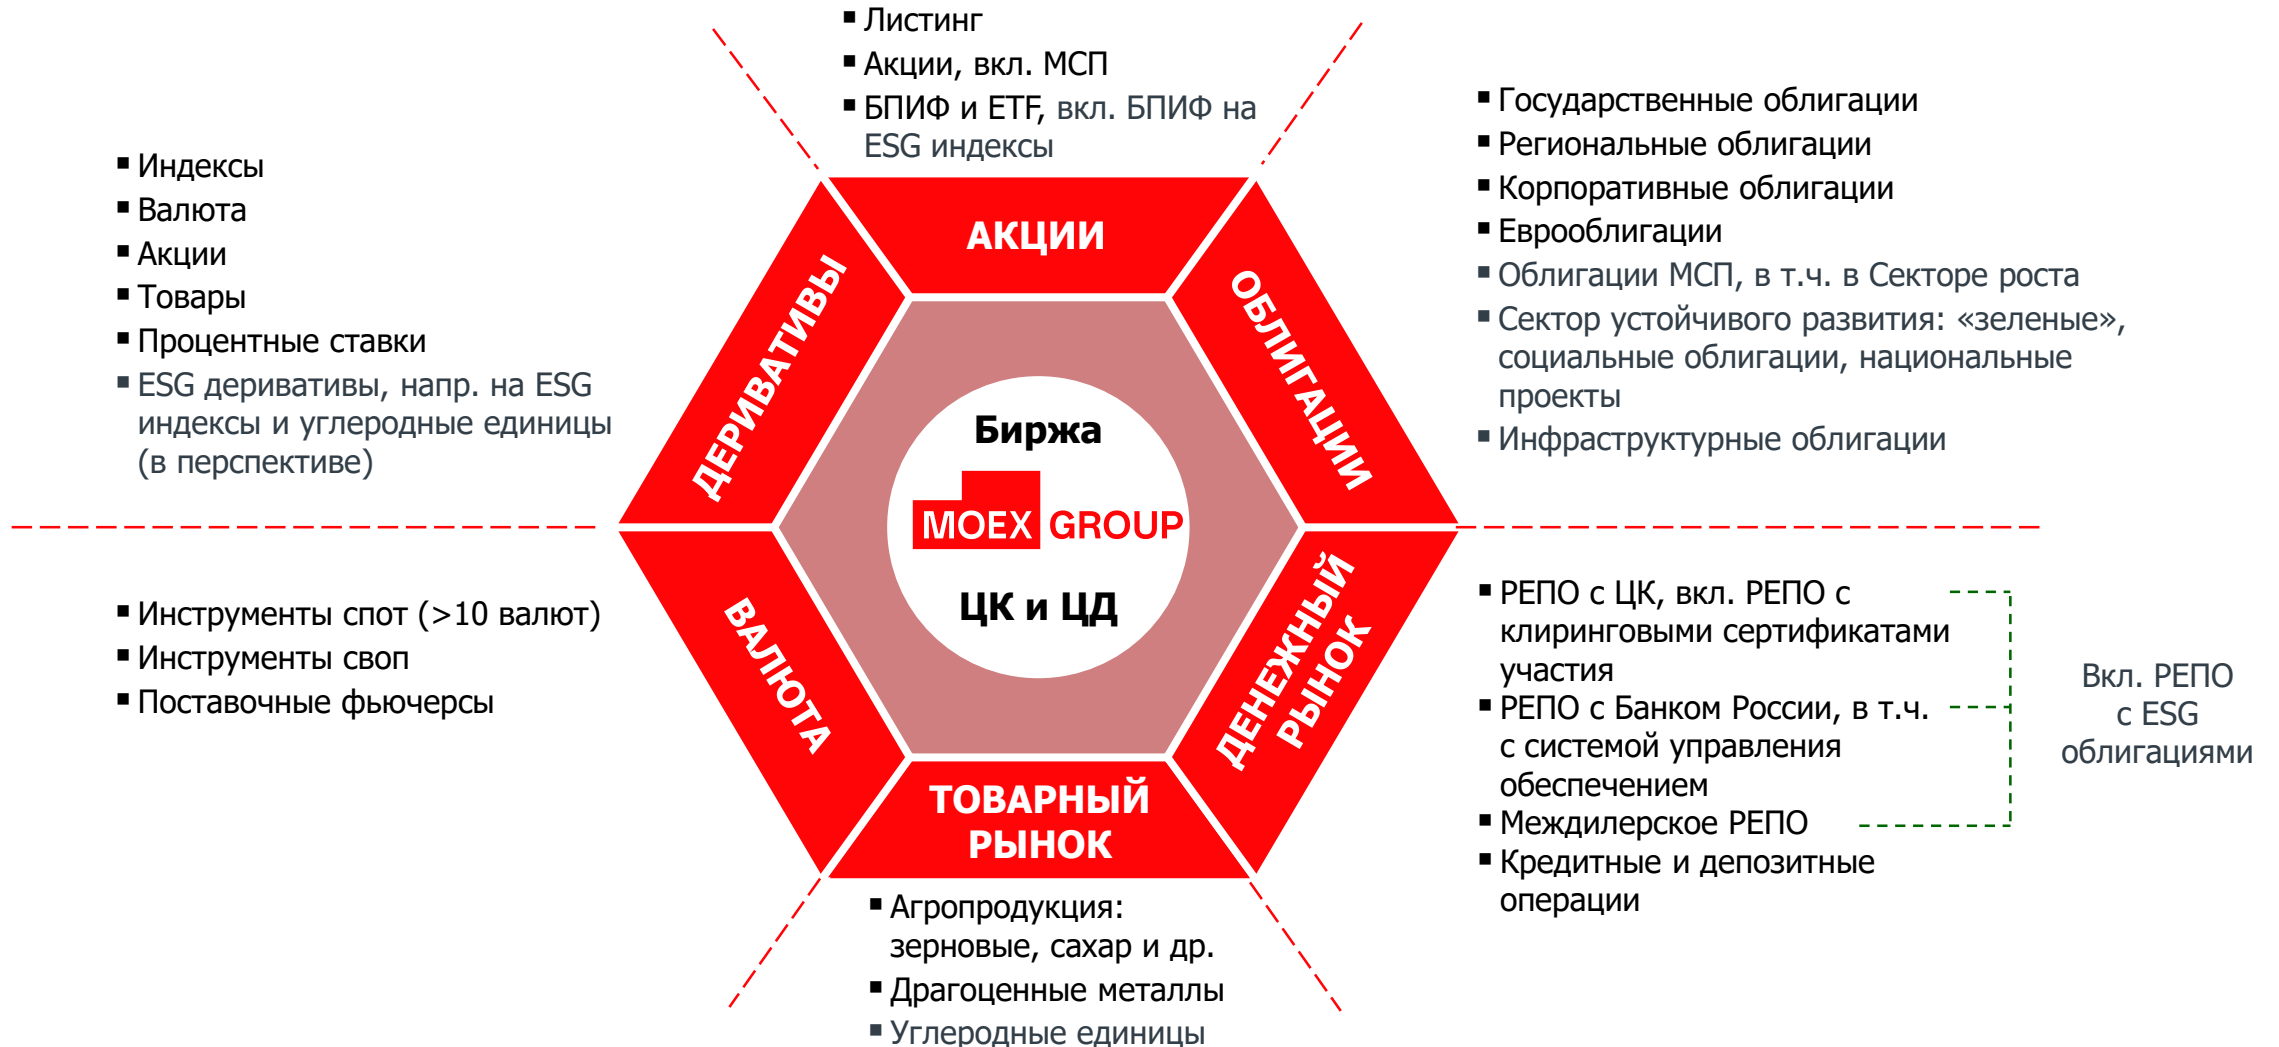 Листинг
Акции, вкл. МСП
БПИФ и ETF, вкл. БПИФ на
ESG индексы
Индексы
Валюта
Акции
Товары
Процентные ставки
ESG деривативы, напр. на ESG
индексы и углеродные единицы
(в перспективе)
Государственные облигации
Региональные облигации
Корпоративные облигации
Еврооблигации
Облигации МСП, в т.ч. в Секторе роста
Сектор устойчивого развития: «зеленые»,
социальные облигации, национальные
проекты
Инфраструктурные облигации
АКЦИИ
ДЕРИВАТИВЫ
ОБЛИГАЦИИ
Биржа
MOEX GROUP
ЦК и ЦД
ВАЛЮТА
ДЕНЕЖНЫЙ
РЫНОК
ТОВАРНЫЙ
РЫНОК
Инструменты спот (>10 валют)
Инструменты своп
Поставочные фьючерсы
РЕПО с ЦК, вкл. РЕПО с
клиринговыми сертификатами
участия
РЕПО с Банком России, в т.ч.
с системой управления
обеспечением
Междилерское РЕПО
Кредитные и депозитные
операции
Вкл. РЕПО
с ESG
облигациями
Агропродукция:
зерновые, сахар и др.
Драгоценные металлы
Углеродные единицы